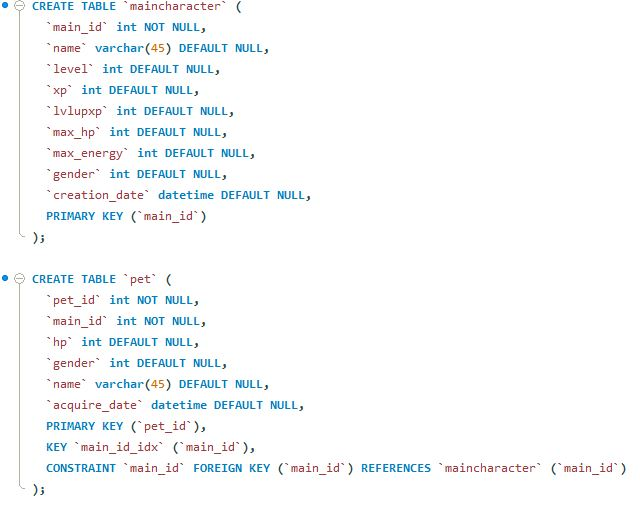 CREATE TABLE `maincharacter` (
`main_id` int NOT NULL,
`name` varchar(45) DEFAULT NULL,
`level` int DEFAULT NULL,
`xp` int DEFAULT NULL,
`lvlupxp` int DEFAULT NULL,
`max_hp` int DEFAULT NULL,
`max_energy` int DEFAULT NULL,
`gender` int DEFAULT NULL,
`creation_date` datetime DEFAULT NULL,
PRIMARY KEY (`main_id`)
);
CREATE TABLE `pet` (
`pet_id` int NOT NULL,
`main_id` int NOT NULL,
`hp` int DEFAULT NULL,
`gender` int DEFAULT NULL,
`name` varchar(45) DEFAULT NULL,
`acquire_date` datetime DEFAULT NULL,
PRIMARY KEY (`pet_id`),
KEY `main_id_idx` (`main_id`),
CONSTRAINT `main_id` FOREIGN KEY (`main_id`) REFERENCES `maincharacter` (`main_id`)
);